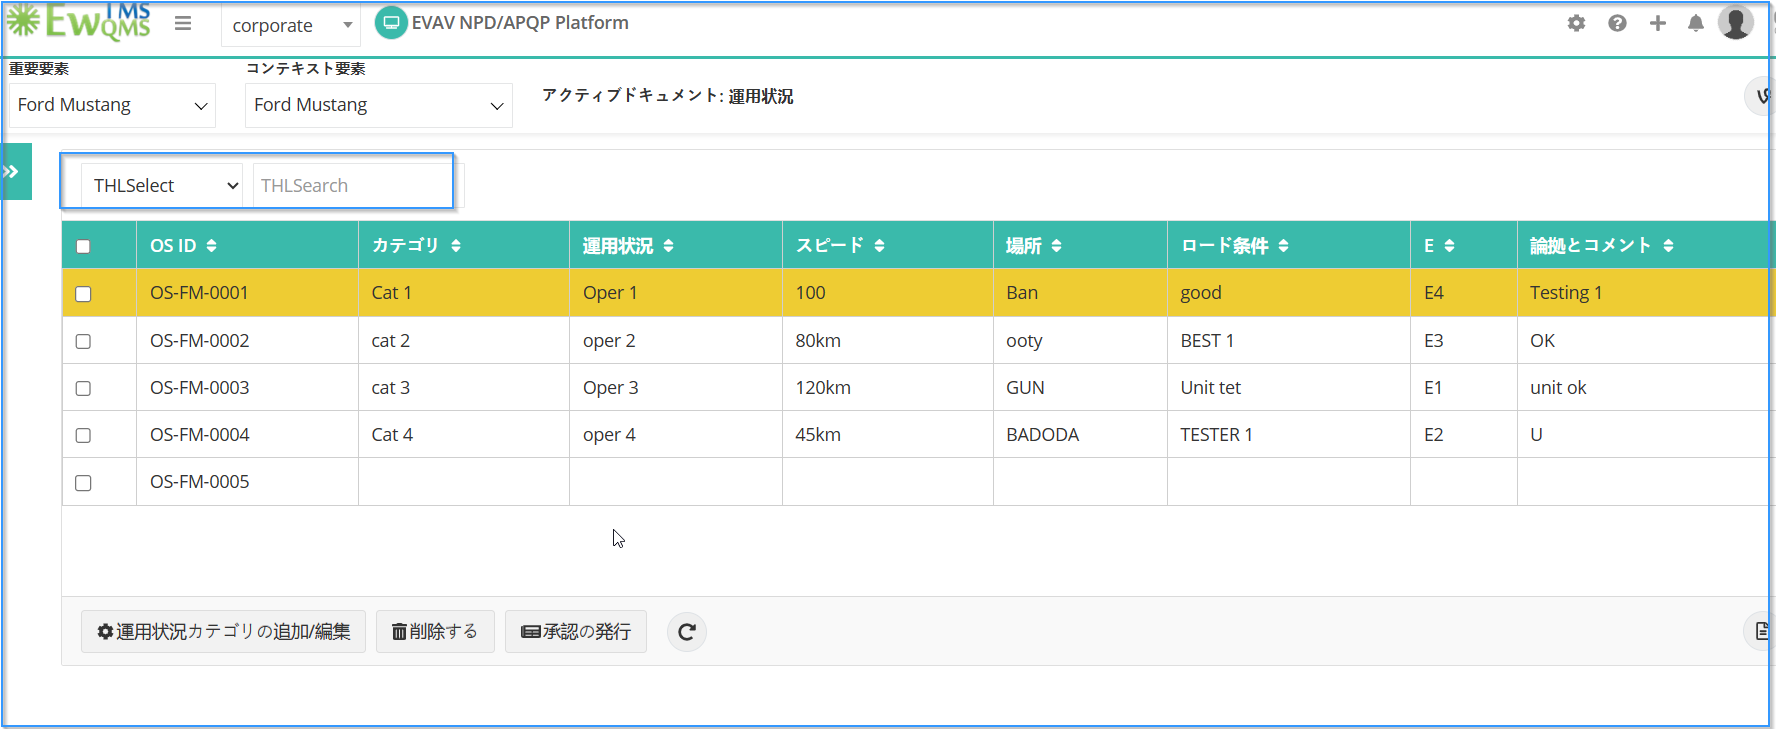 EwQMS TMS
corporate
EVAV NPD/APQP Platform
重要要素
コンテキスト要素
Ford Mustang
Ford Mustang
アクティブドキュメント: 運用状況
THLSelect
THLSearch
OS ID カテゴリ 運用状況 スピード 場所 ロード条件 E 論拠とコメント
OS-FM-0001 Cat 1 Oper 1 100 Ban good E4 Testing 1
OS-FM-0002 cat 2 oper 2 80km ooty BEST 1 E3 OK
OS-FM-0003 cat 3 Oper 3 120km GUN Unit tet E1 unit ok
OS-FM-0004 Cat 4 oper 4 45km BADODA TESTER 1 E2 U
OS-FM-0005
運用状況カテゴリの追加/編集 削除する 承認の発行